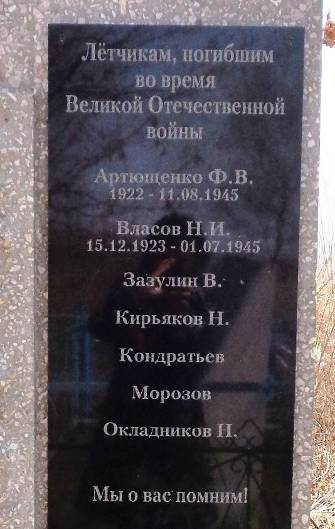 Лётчикам, погибшим
во время
Великой Отечественной
войны
Артющенко Ф.В.
1922 - 11.08.1945
Власов Н.И.
15.12.1923 - 01.07.1945
Зазулин В.
Кирьяков Н.
Кондратьев
Морозов
Окладников Н.
Мы о вас помним!